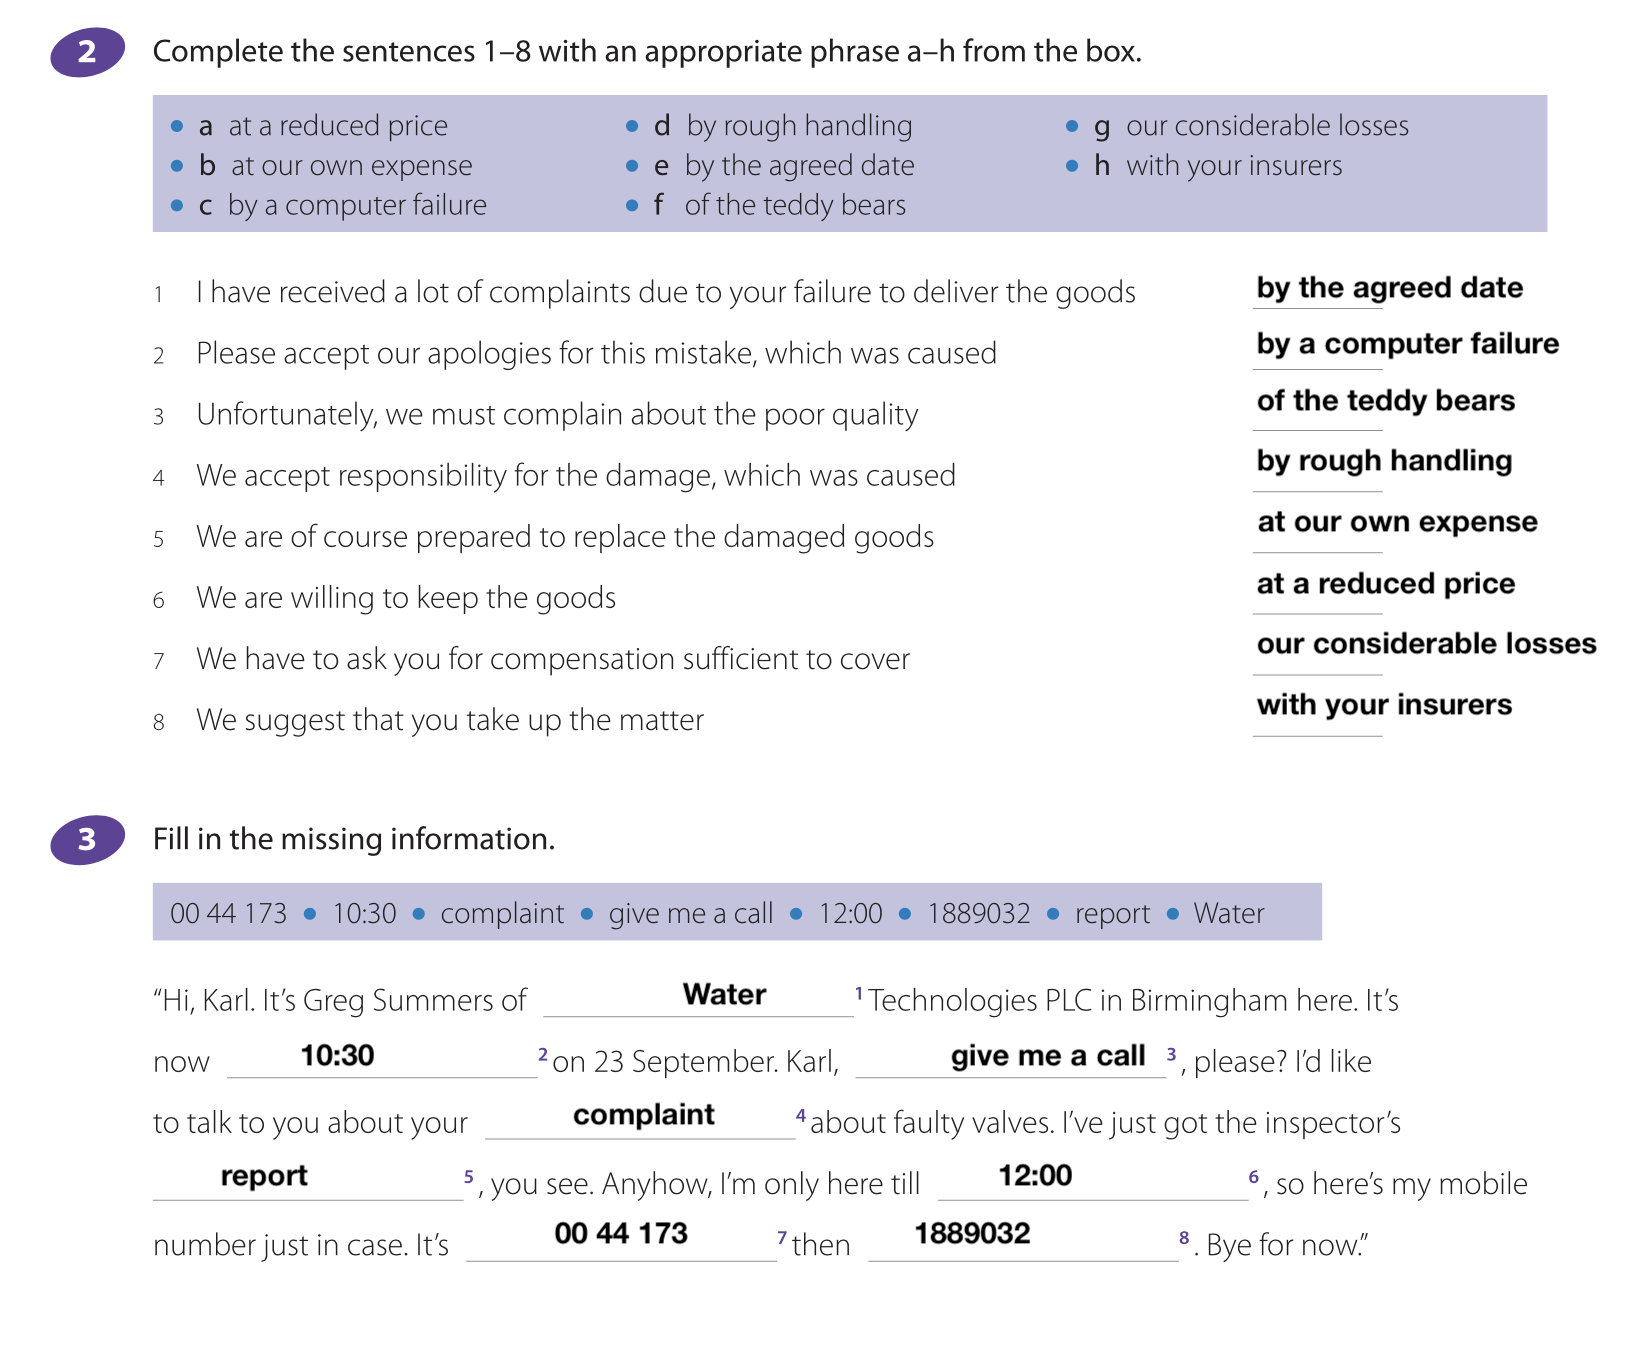 2 Complete the sentences 1–8 with an appropriate phrase a–h from the box.
• a at a reduced price • d by rough handling • g our considerable losses
• b at our own expense • e by the agreed date • h with your insurers
• c by a computer failure • f of the teddy bears
1 I have received a lot of complaints due to your failure to deliver the goods by the agreed date
2 Please accept our apologies for this mistake, which was caused by a computer failure
3 Unfortunately, we must complain about the poor quality of the teddy bears
4 We accept responsibility for the damage, which was caused by rough handling
5 We are of course prepared to replace the damaged goods at our own expense
6 We are willing to keep the goods at a reduced price
7 We have to ask you for compensation sufficient to cover our considerable losses
8 We suggest that you take up the matter with your insurers
3 Fill in the missing information.
00 44 173 • 10:30 • complaint • give me a call • 12:00 • 1889032 • report • Water
“Hi, Karl. It’s Greg Summers of Water 1 Technologies PLC in Birmingham here. It’s
now 10:30 2 on 23 September. Karl, give me a call 3, please? I’d like
to talk to you about your complaint 4 about faulty valves. I’ve just got the inspector’s
report 5, you see. Anyhow, I’m only here till 12:00 6, so here’s my mobile
number just in case. It’s 00 44 173 7 then 1889032 8. Bye for now.”